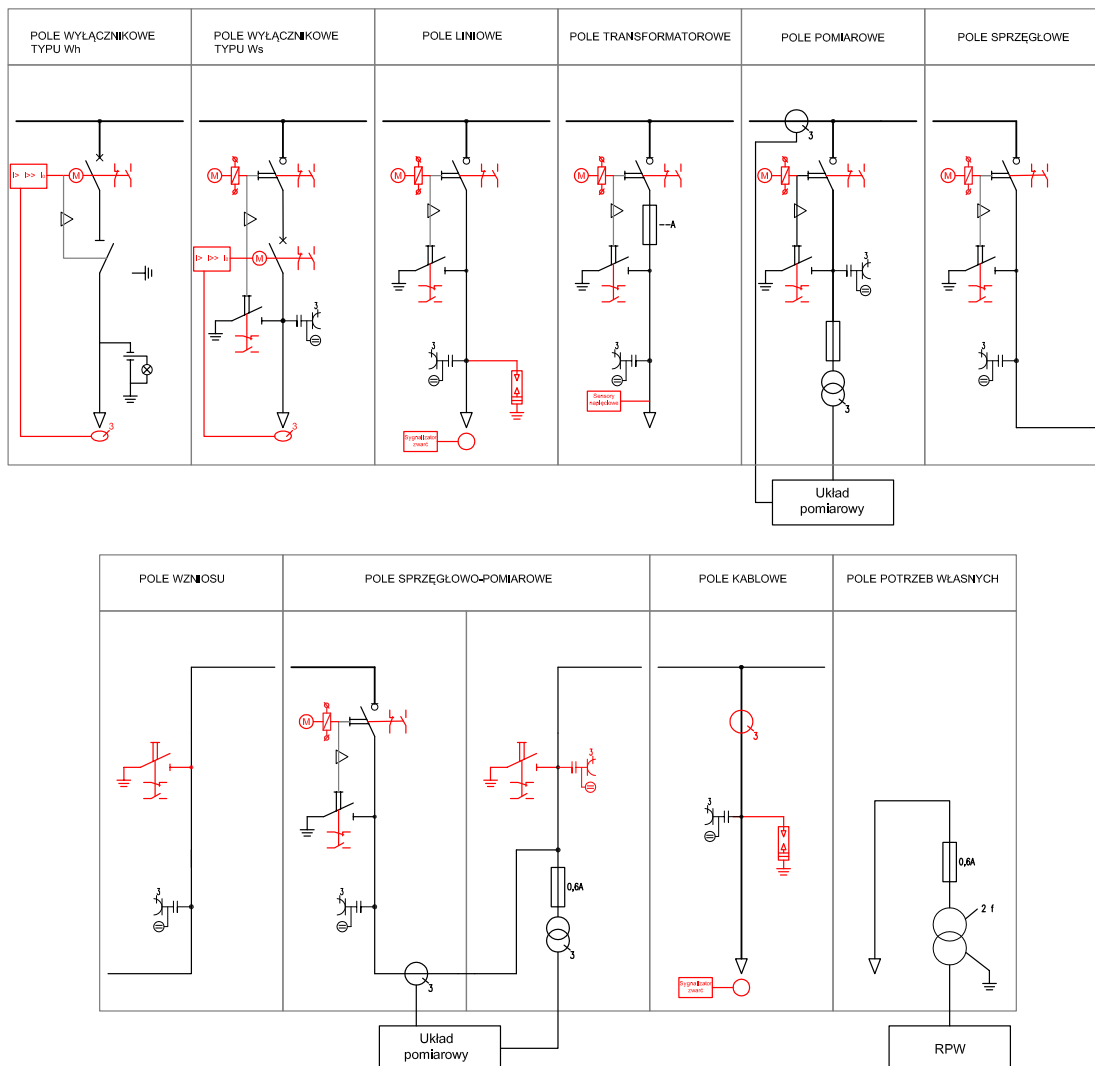 POLE WYŁĄCZNIKOWE
TYPU Wh
POLE WYŁĄCZNIKOWE
TYPU Ws
POLE LINIOWE
POLE TRANSFORMATOROWE
POLE POMIAROWE
POLE SPRZĘGŁOWE
3
I> I>> I₀
M
M
M
M
M
M
--A
3
I> I>> I₀
M
3
3
3
3
3
Sensory
napięciowe
3
3
3
Sygnalizator
zwarć
Układ
pomiarowy
POLE WZNIOSU
POLE SPRZĘGŁOWO-POMIAROWE
POLE KABLOWE
POLE POTRZEB WŁASNYCH
M
3
3
3
0,6A
0,6A
3
3
2 f
3
3
Sygnalizator
zwarć
Układ
pomiarowy
RPW